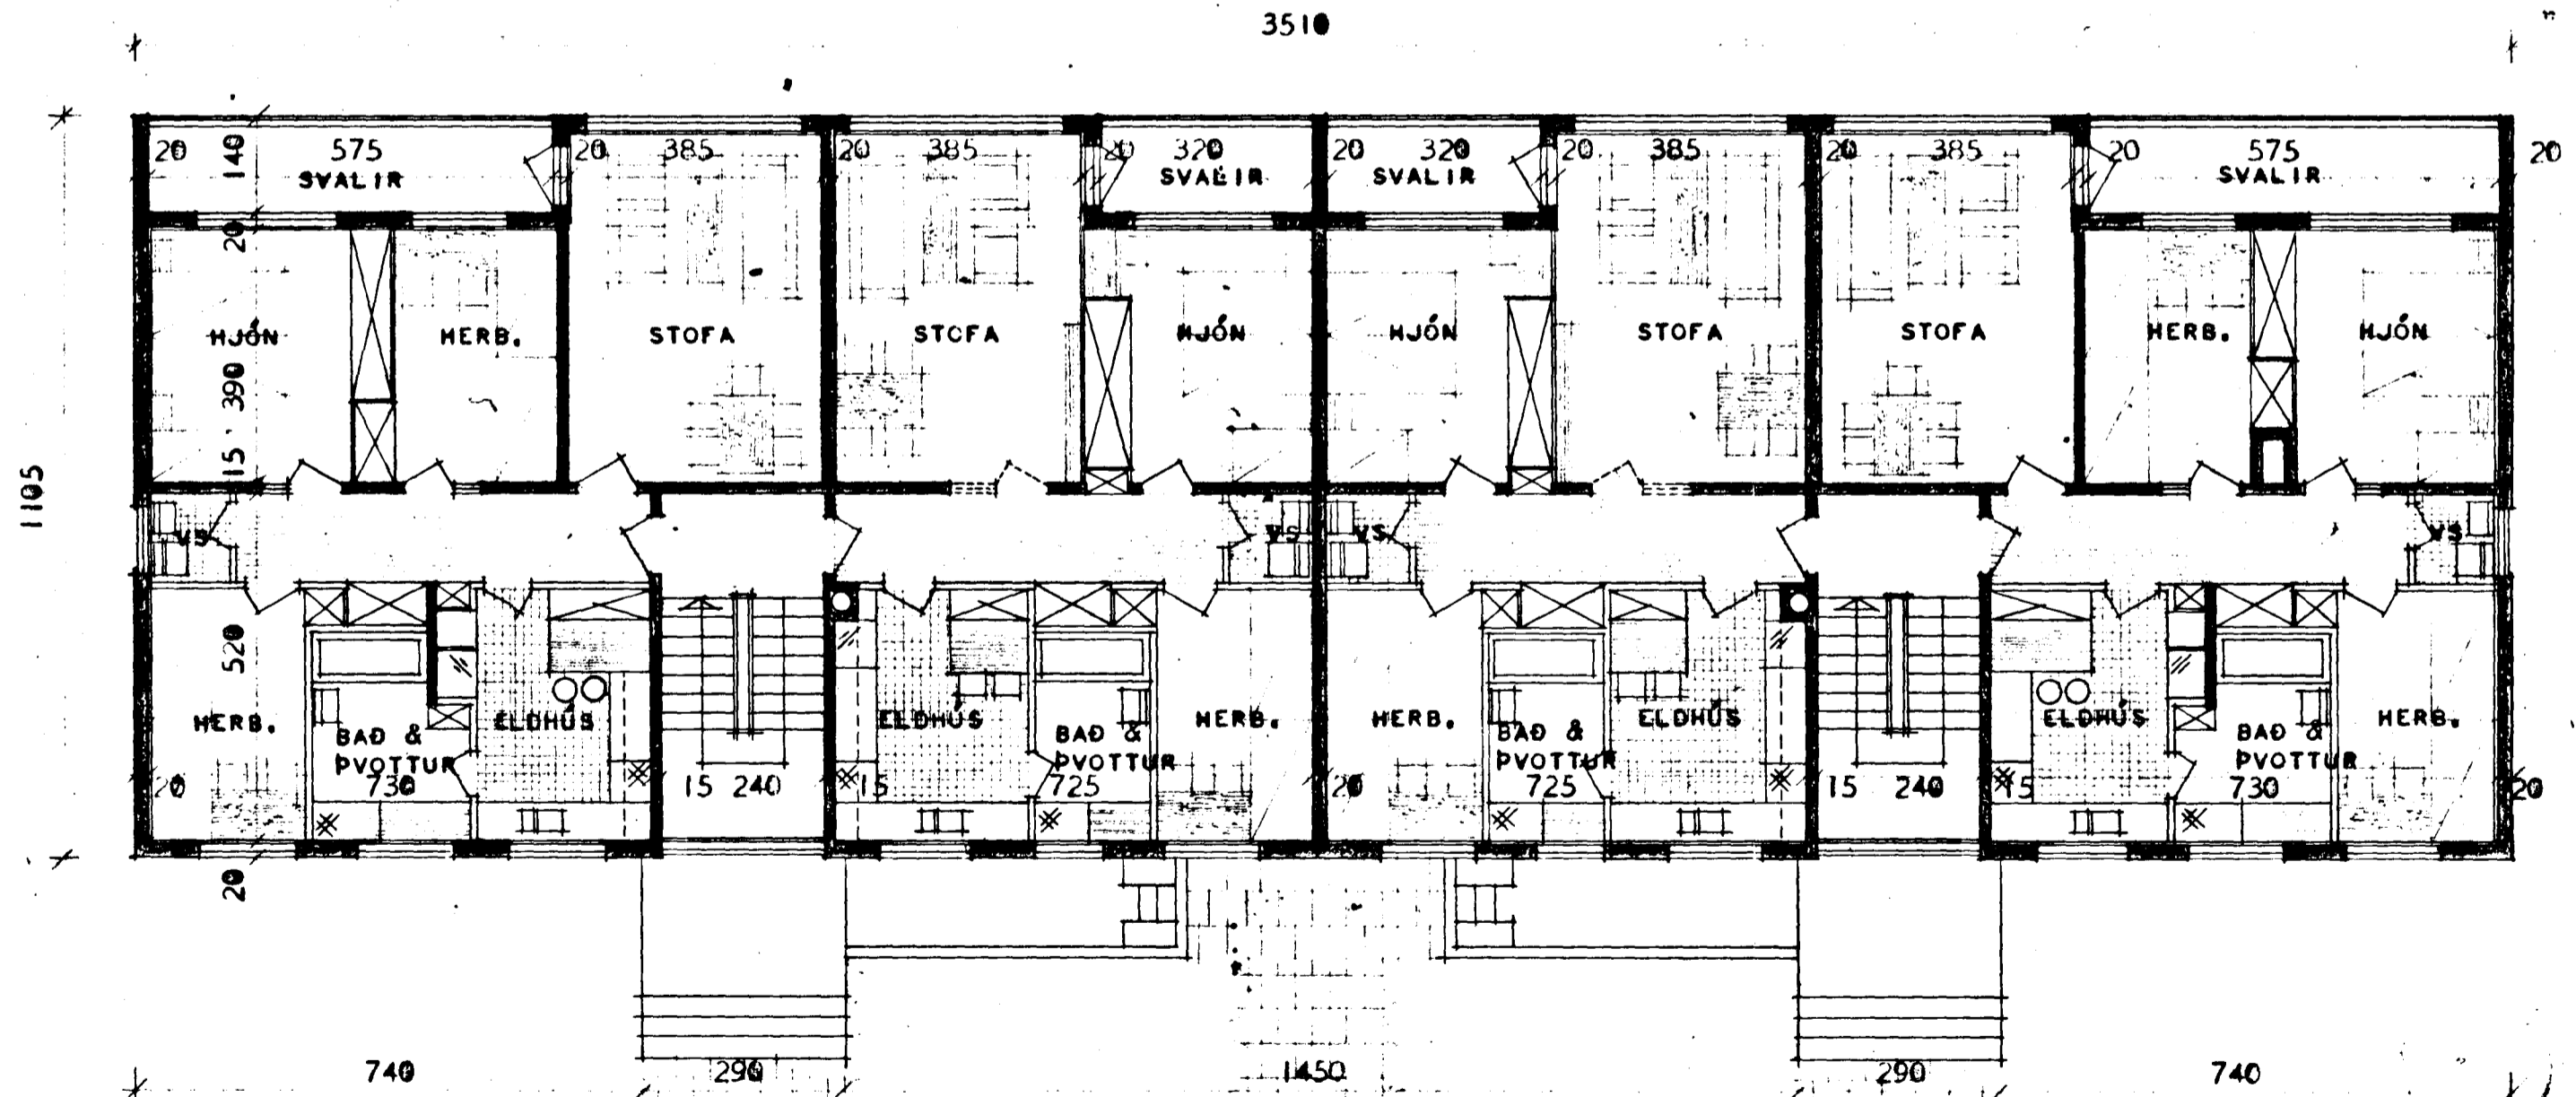 3510
20 575 20 385 20 385 20 320 20 320 20 385 20 385 20 575 20
140
SVALIR SVALIR SVALIR SVALIR
20
HJÓN HERB. STOFA STOFA HJÓN HJÓN STOFA STOFA HERB. HJÓN
390
15
1105
VS VS VS VS
520
HERB. BAÐ & ÞVOTTUR ELDHÚS ELDHÚS BAÐ & ÞVOTTUR HERB. HERB. BAÐ & ÞVOTTUR ELDHÚS ELDHÚS BAÐ & ÞVOTTUR HERB.
20 730 15 240 15 725 20 725 15 240 15 730 20
20
740 290 1450 290 740